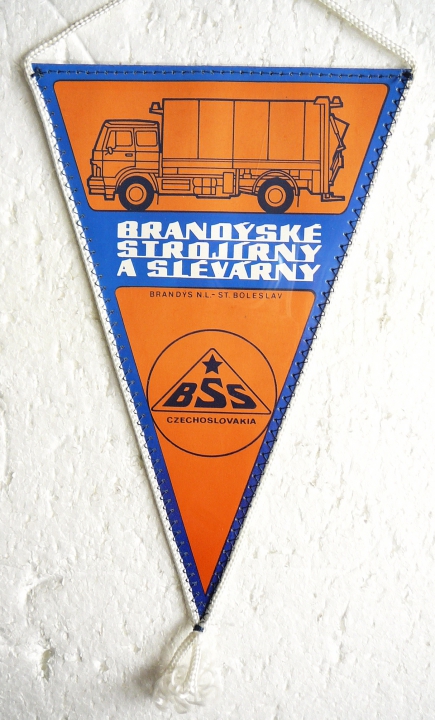 BRANDÝSKÉ
STROJÍRNY
A SLÉVÁRNY
BRANDÝS N.L. - ST. BOLESLAV
BSS
CZECHOSLOVAKIA